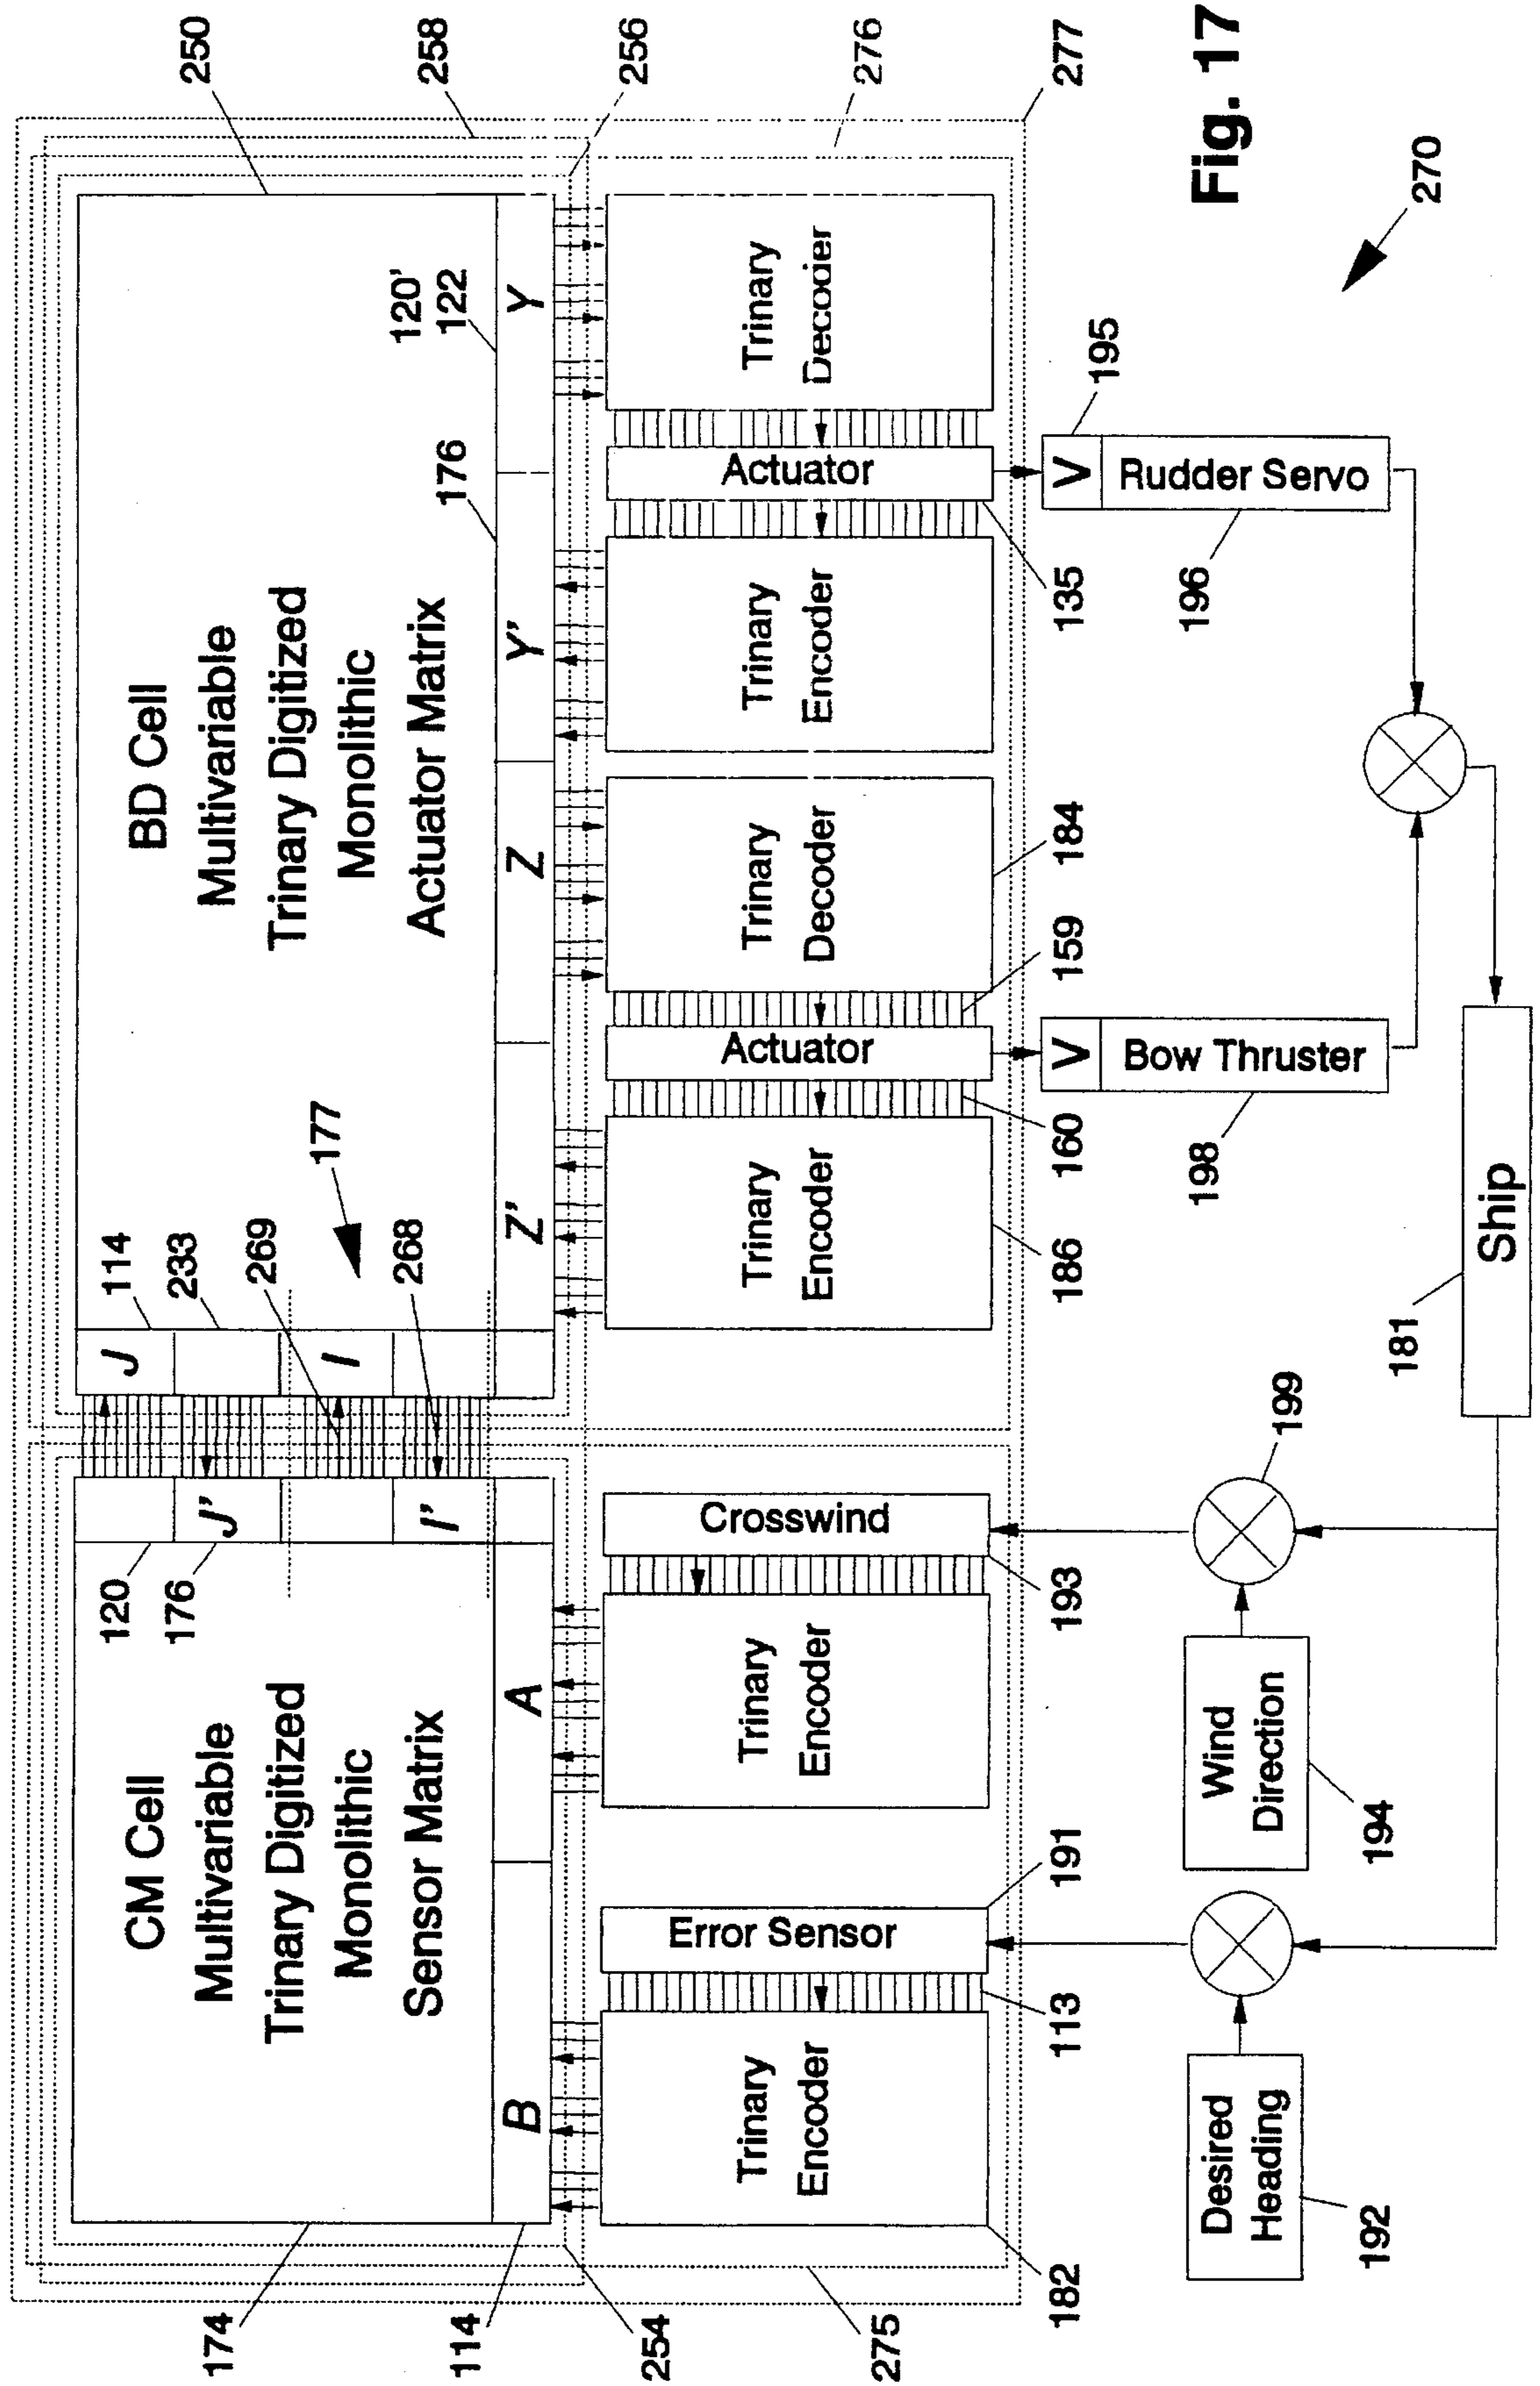 CM Cell
Multivariable
Trinary Digitized
Monolithic
Sensor Matrix
BD Cell
Multivariable
Trinary Digitized
Monolithic
Actuator Matrix
174
114
254
275
182
120
176
J'
I'
B
A
J
I
114
233
269
177
268
176
120'
122
250
258
256
276
277
Z'
Z
Y'
Y
Trinary
Encoder
Error Sensor
191
113
Trinary
Encoder
Crosswind
193
Trinary
Encoder
186
Actuator
160
159
Trinary
Decoder
184
Trinary
Encoder
Actuator
135
Trinary
Decoder
Desired
Heading
192
Wind
Direction
194
199
V
Bow Thruster
198
V
195
Rudder Servo
196
Ship
181
270
Fig. 17